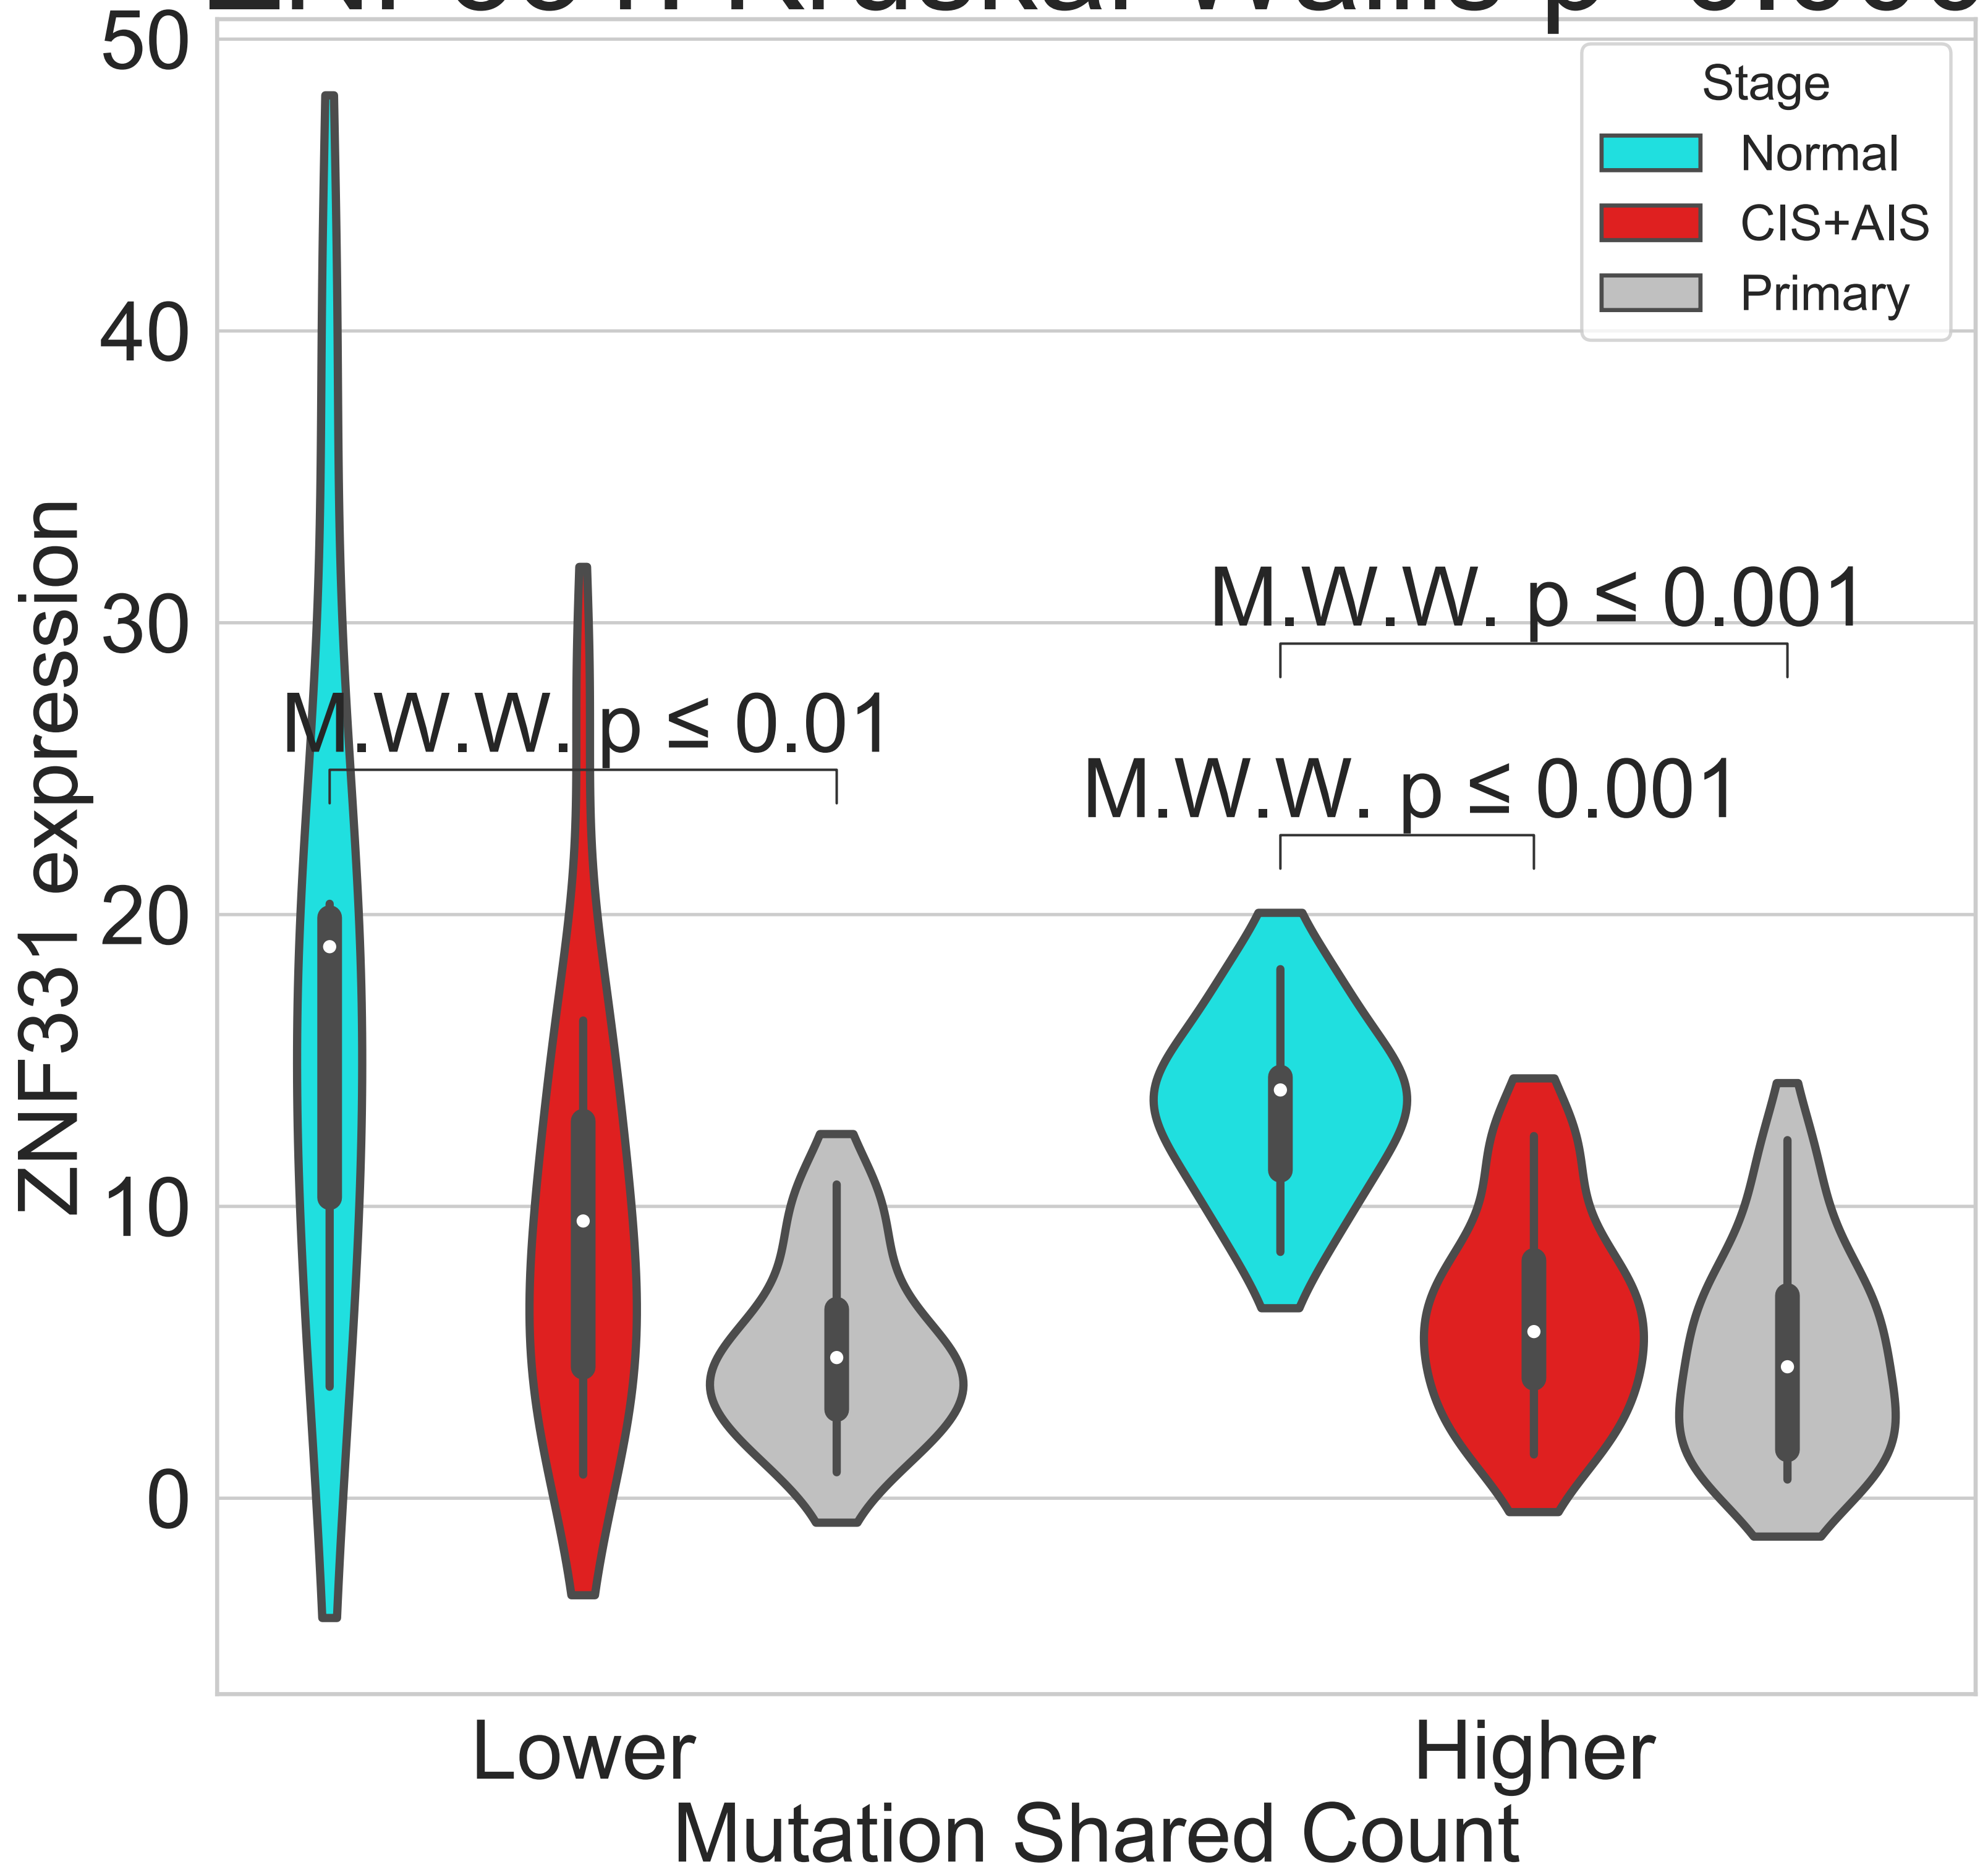 50
40
30
20
10
0
ZNF331 expression
Stage
Normal
CIS+AIS
Primary
M.W.W. p ≤ 0.001
M.W.W. p ≤ 0.01
M.W.W. p ≤ 0.001
Lower
Higher
Mutation Shared Count